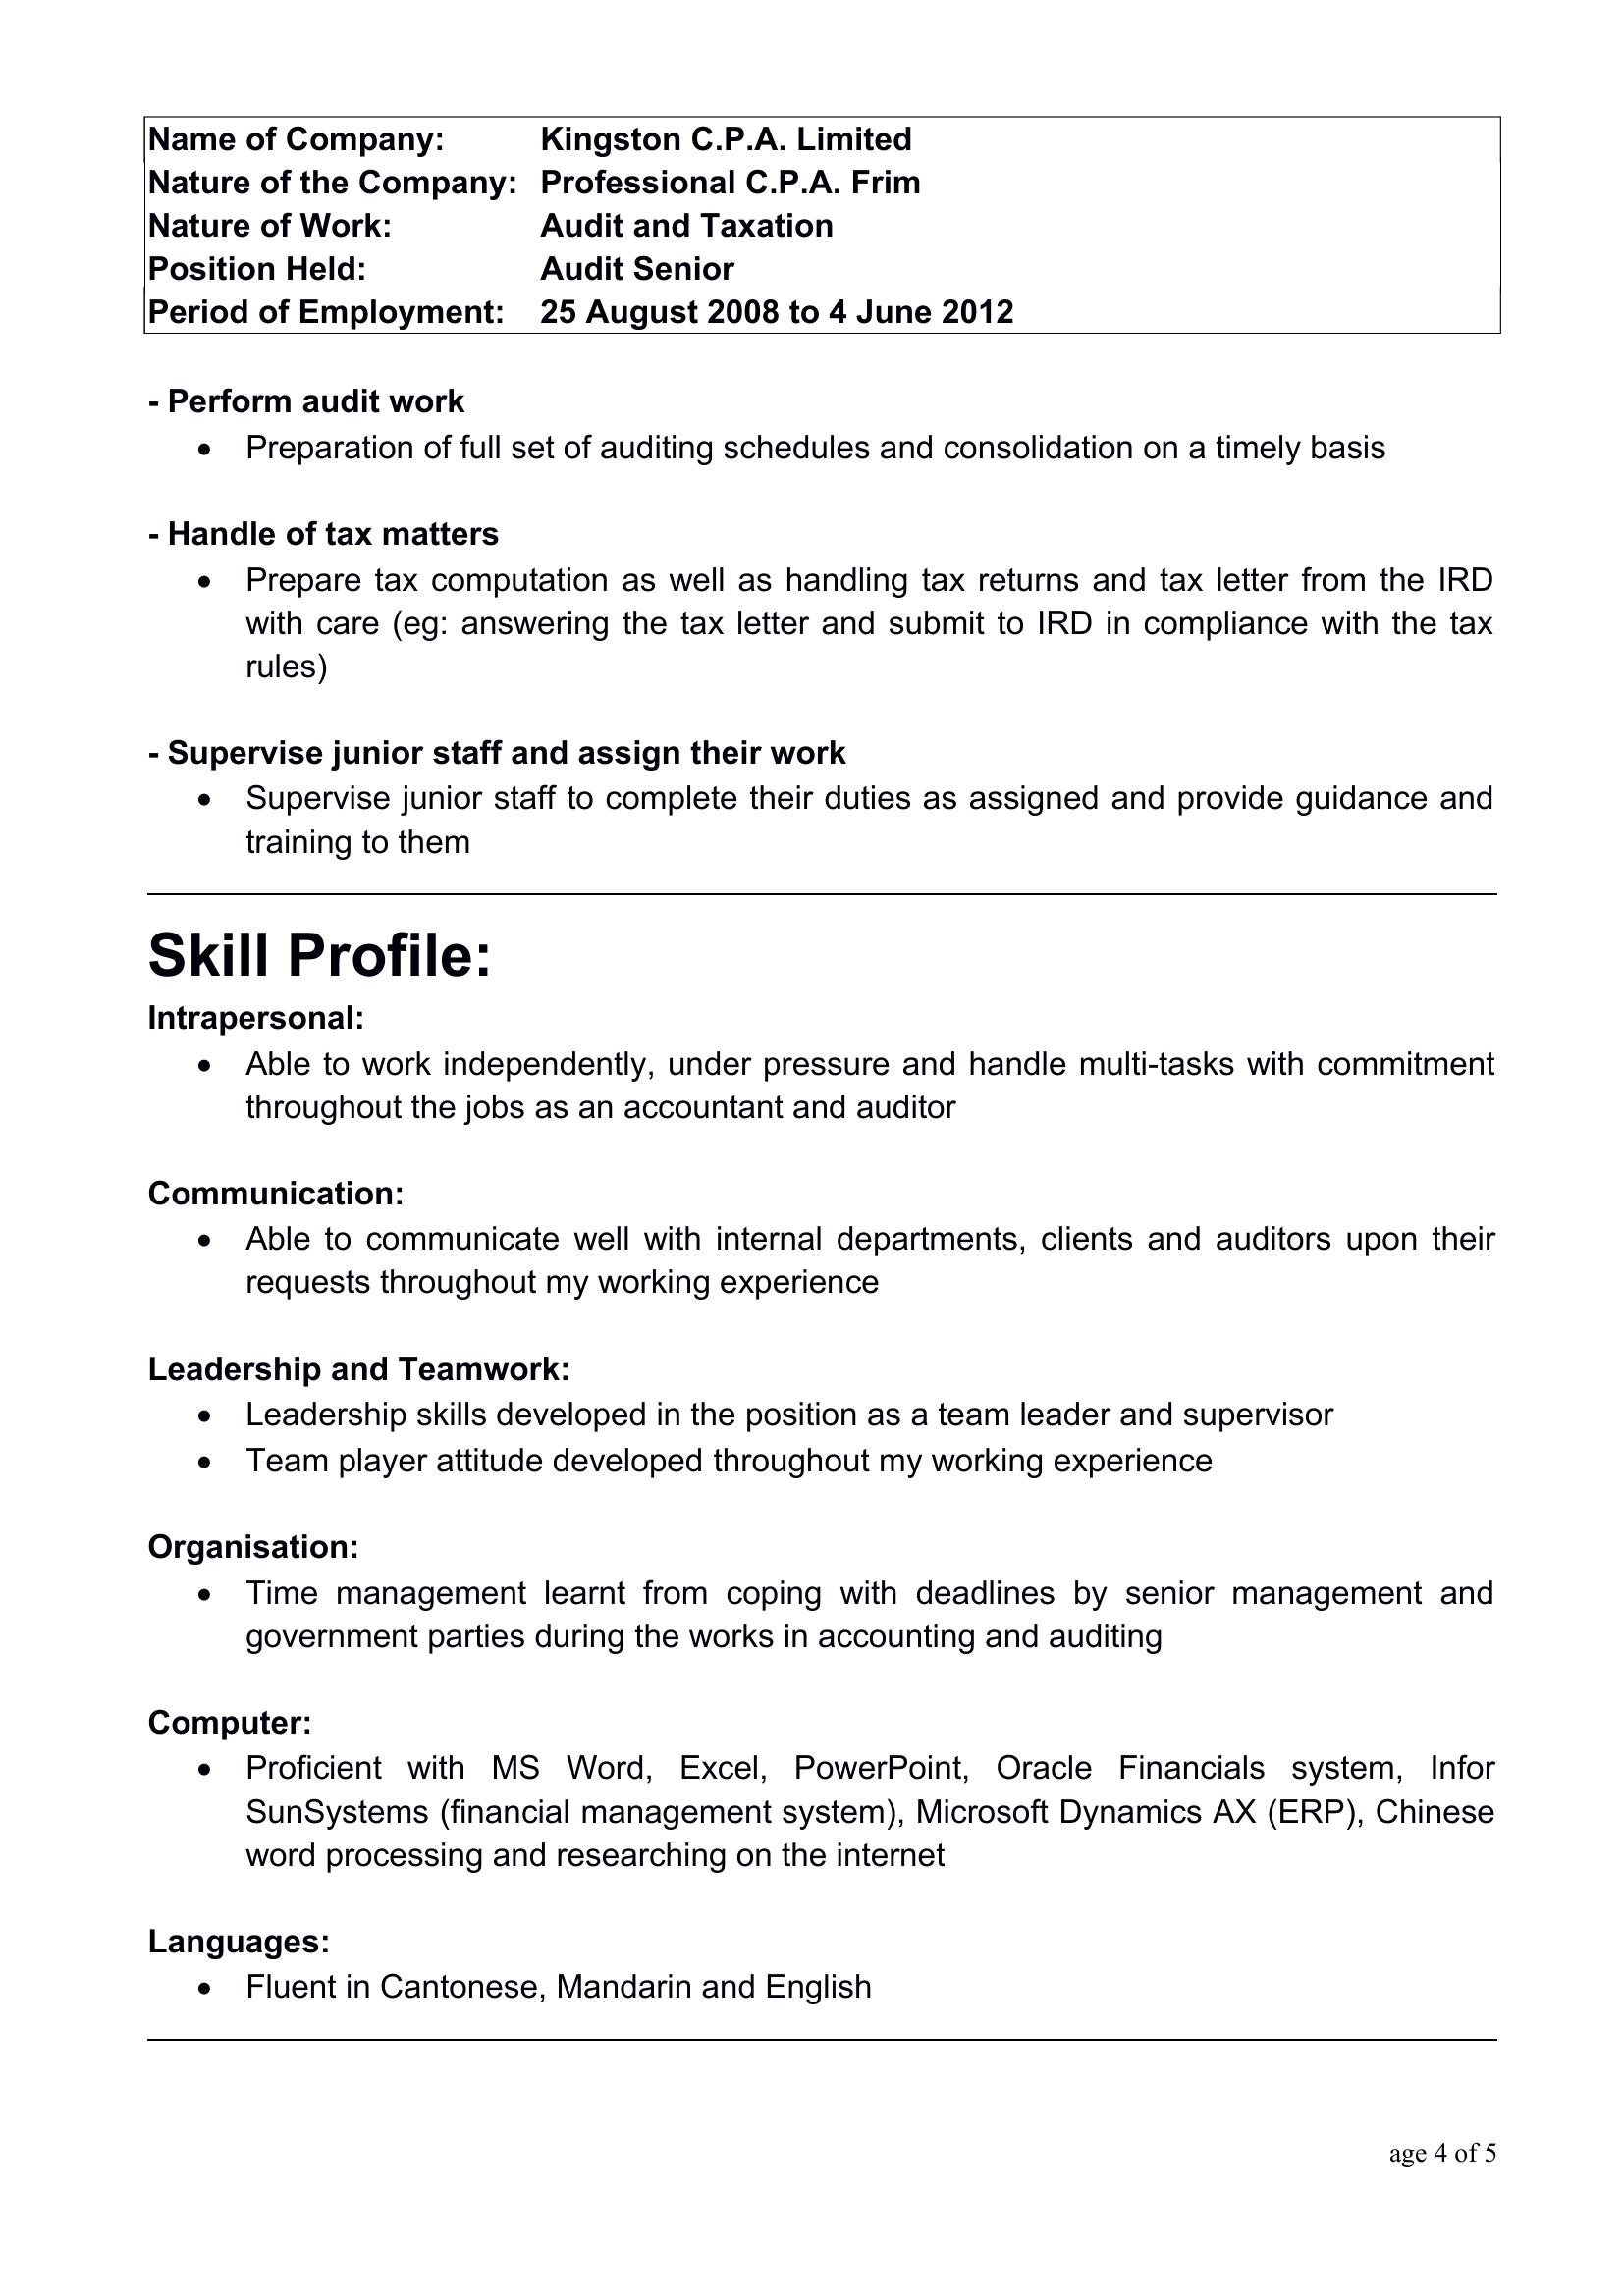 Name of Company: Kingston C.P.A. Limited
Nature of the Company: Professional C.P.A. Frim
Nature of Work: Audit and Taxation
Position Held: Audit Senior
Period of Employment: 25 August 2008 to 4 June 2012
- Perform audit work
• Preparation of full set of auditing schedules and consolidation on a timely basis
- Handle of tax matters
• Prepare tax computation as well as handling tax returns and tax letter from the IRD
with care (eg: answering the tax letter and submit to IRD in compliance with the tax
rules)
- Supervise junior staff and assign their work
• Supervise junior staff to complete their duties as assigned and provide guidance and
training to them
Skill Profile:
Intrapersonal:
• Able to work independently, under pressure and handle multi-tasks with commitment
throughout the jobs as an accountant and auditor
Communication:
• Able to communicate well with internal departments, clients and auditors upon their
requests throughout my working experience
Leadership and Teamwork:
• Leadership skills developed in the position as a team leader and supervisor
• Team player attitude developed throughout my working experience
Organisation:
• Time management learnt from coping with deadlines by senior management and
government parties during the works in accounting and auditing
Computer:
• Proficient with MS Word, Excel, PowerPoint, Oracle Financials system, Infor
SunSystems (financial management system), Microsoft Dynamics AX (ERP), Chinese
word processing and researching on the internet
Languages:
• Fluent in Cantonese, Mandarin and English
age 4 of 5